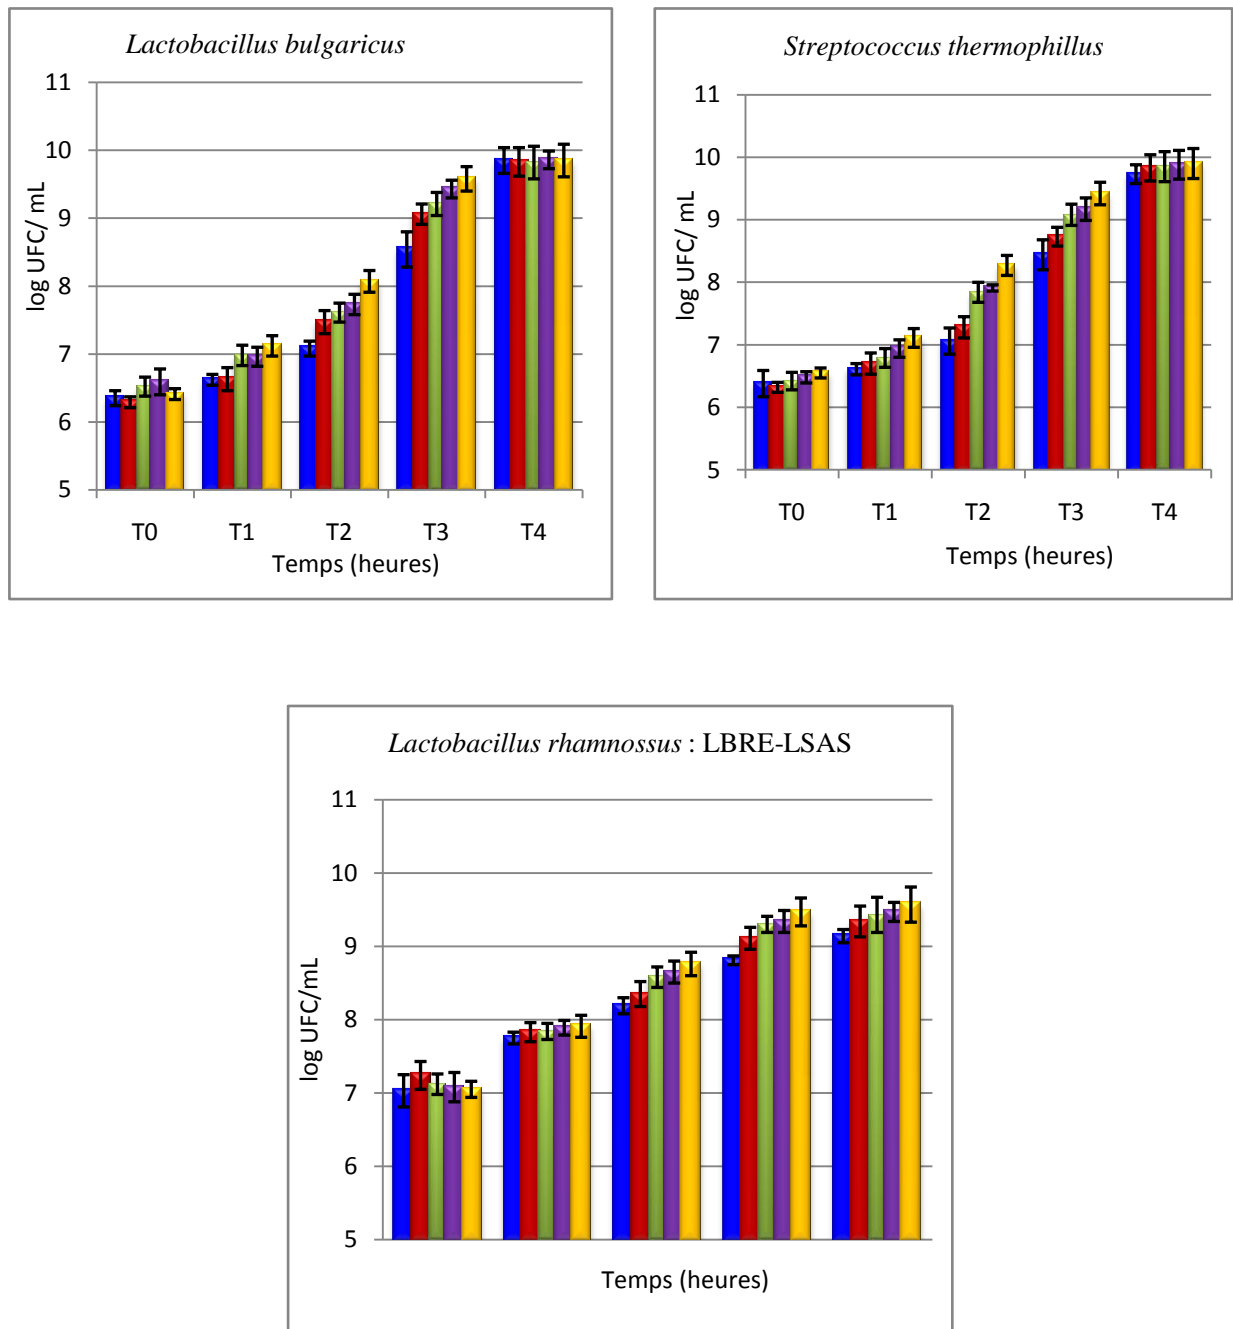 Lactobacillus bulgaricus
11
10
9
8
7
6
5
log UFC/ mL
T0 T1 T2 T3 T4
Temps (heures)
Streptococcus thermophillus
11
10
9
8
7
6
5
log UFC/ mL
T0 T1 T2 T3 T4
Temps (heures)
Lactobacillus rhamnossus : LBRE-LSAS
11
10
9
8
7
6
5
log UFC/mL
Temps (heures)